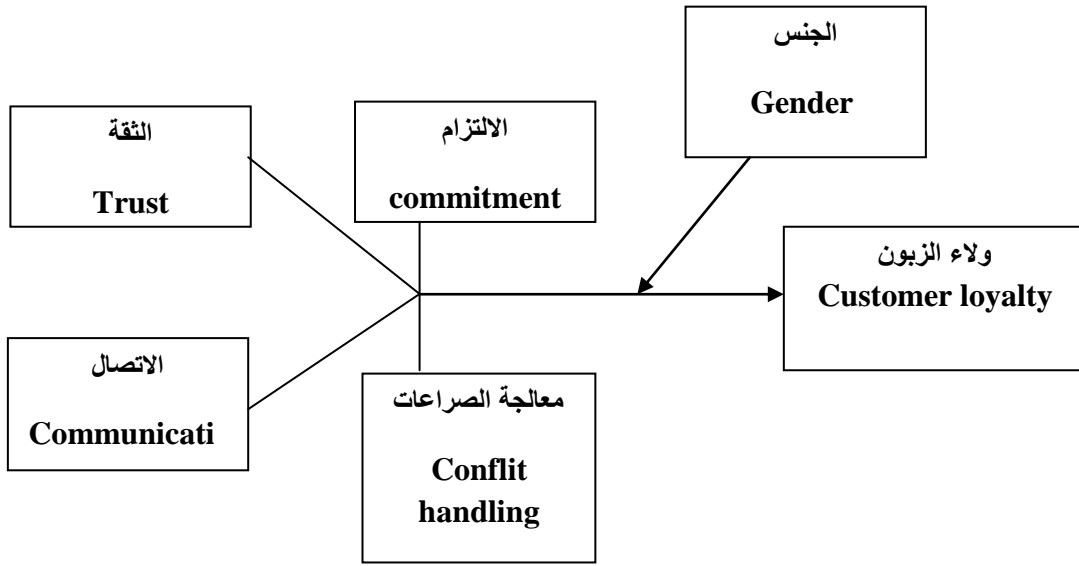 الجنس
Gender
الثقة
Trust
الالتزام
commitment
ولاء الزبون
Customer loyalty
الاتصال
Communicati
معالجة الصراعات
Conflit
handling